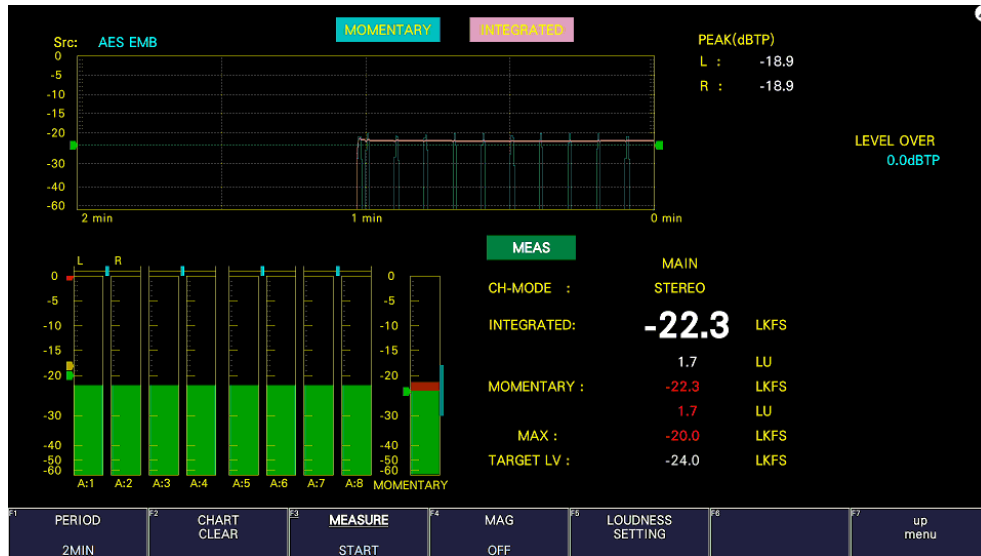 MOMENTARY INTEGRATED
Src: AES EMB
PEAK(dBTP)
L : -18.9
R : -18.9
LEVEL OVER
0.0dBTP
0
-5
-10
-15
-20
-30
-40
-60
2 min 1 min 0 min
MEAS
MAIN
CH-MODE : STEREO
INTEGRATED: -22.3 LKFS
1.7 LU
MOMENTARY : -22.3 LKFS
1.7 LU
MAX : -20.0 LKFS
TARGET LV : -24.0 LKFS
L R
0 0
-5 -5
-10 -10
-15 -15
-20 -20
-30 -30
-40 -40
-50 -50
-60 -60
A:1 A:2 A:3 A:4 A:5 A:6 A:7 A:8 MOMENTARY
F1 PERIOD F2 CHART F3 MEASURE F4 MAG F5 LOUDNESS F6 F7 up
CLEAR SETTING menu
2MIN START OFF